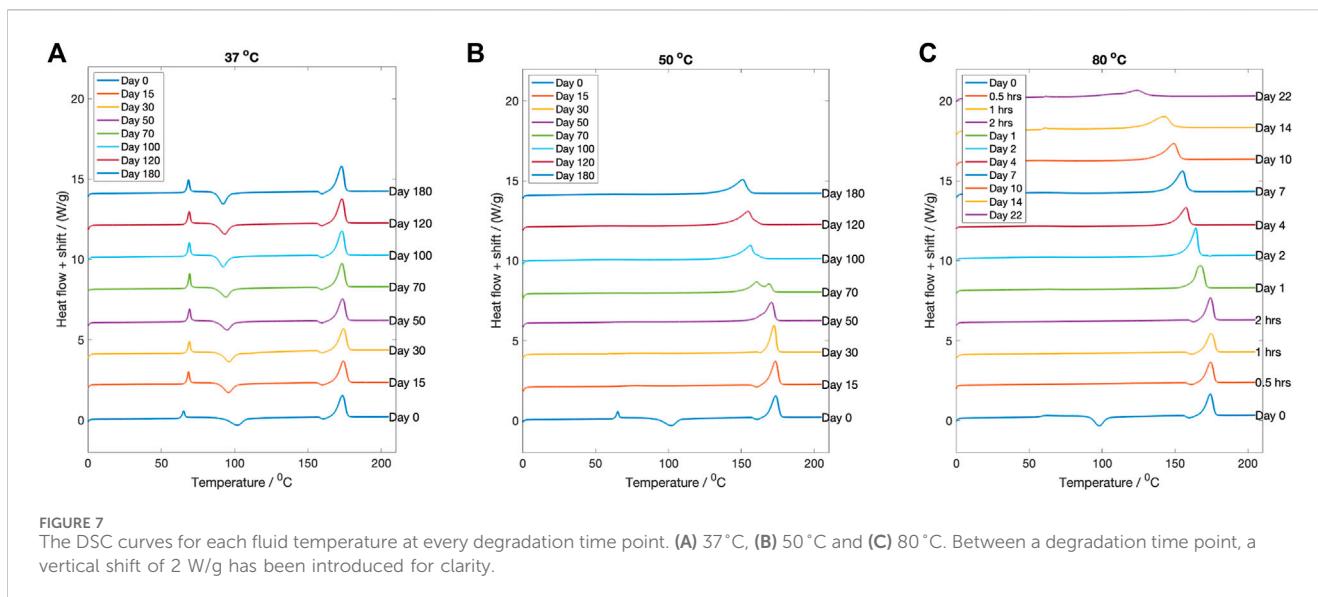 A
37 °C
Day 0
Day 15
Day 30
Day 50
Day 70
Day 100
Day 120
Day 180
20
15
10
5
0
Heat flow + shift / (W/g)
Day 180
Day 120
Day 100
Day 70
Day 50
Day 30
Day 15
Day 0
0 50 100 150 200
Temperature / °C
B
50 °C
Day 0
Day 15
Day 30
Day 50
Day 70
Day 100
Day 120
Day 180
20
15
10
5
0
Heat flow + shift / (W/g)
Day 180
Day 120
Day 100
Day 70
Day 50
Day 30
Day 15
Day 0
0 50 100 150 200
Temperature / °C
C
80 °C
Day 0
0.5 hrs
1 hrs
2 hrs
Day 1
Day 2
Day 4
Day 7
Day 10
Day 14
Day 22
20
15
10
5
0
Heat flow + shift / (W/g)
Day 22
Day 14
Day 10
Day 7
Day 4
Day 2
Day 1
2 hrs
1 hrs
0.5 hrs
Day 0
0 50 100 150 200
Temperature / °C
FIGURE 7
The DSC curves for each fluid temperature at every degradation time point. (A) 37°C, (B) 50°C and (C) 80°C. Between a degradation time point, a
vertical shift of 2 W/g has been introduced for clarity.